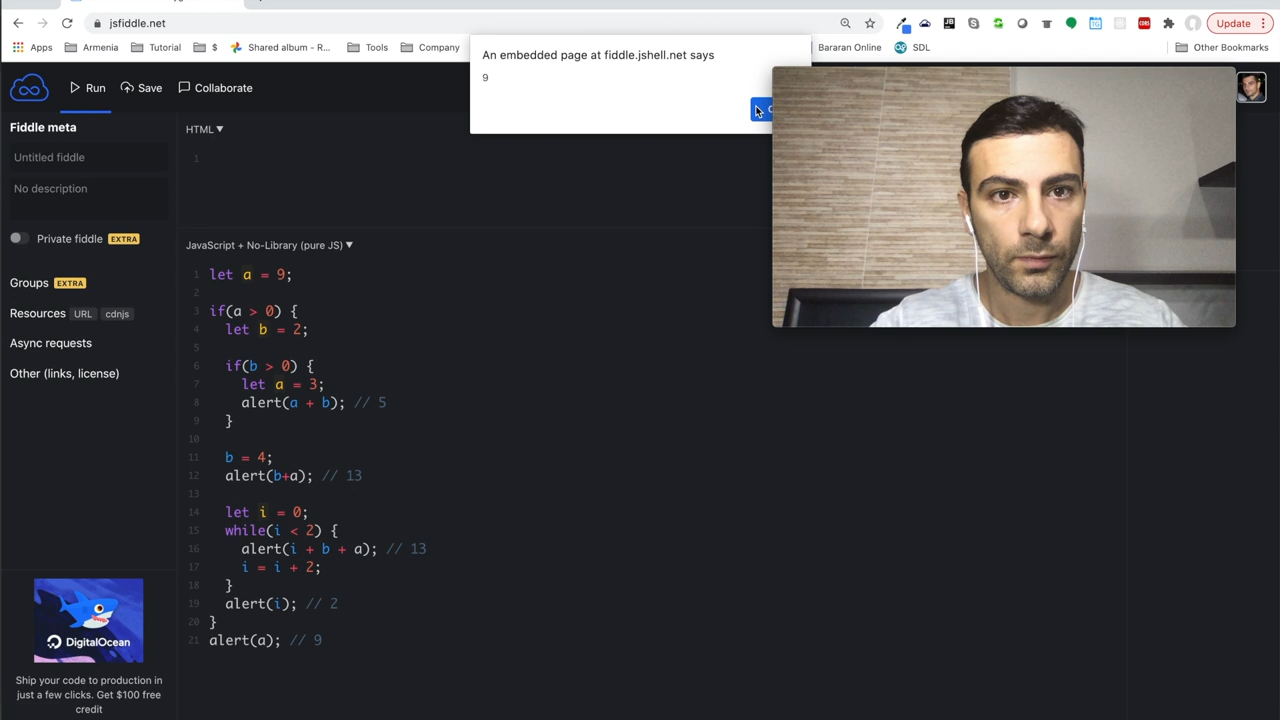 jsfiddle.net
Update
Apps
Armenia
Tutorial
$
Shared album - R...
Tools
Company
Bararan Online
SDL
Other Bookmarks
An embedded page at fiddle.jshell.net says
9
Run
Save
Collaborate
Fiddle meta
Untitled fiddle
No description
Private fiddle EXTRA
Groups EXTRA
Resources URL cdnjs
Async requests
Other (links, license)
DigitalOcean
Ship your code to production in
just a few clicks. Get $100 free
credit
HTML ▼
1
JavaScript + No-Library (pure JS) ▼
1 let a = 9;
2
3 if(a > 0) {
4 let b = 2;
5
6 if(b > 0) {
7 let a = 3;
8 alert(a + b); // 5
9 }
10
11 b = 4;
12 alert(b+a); // 13
13
14 let i = 0;
15 while(i < 2) {
16 alert(i + b + a); // 13
17 i = i + 2;
18 }
19 alert(i); // 2
20 }
21 alert(a); // 9